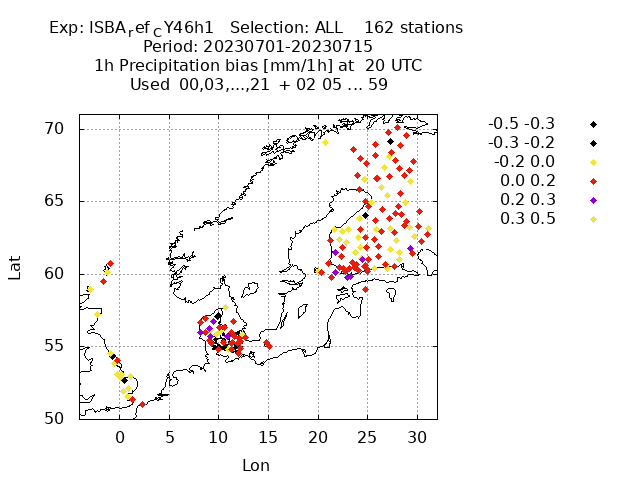 Exp: ISBA_ref_CY46h1   Selection: ALL    162 stations
Period: 20230701-20230715
1h Precipitation bias [mm/1h] at  20 UTC
Used  00,03,...,21  + 02 05 ... 59
-0.5 -0.3
-0.3 -0.2
-0.2 0.0
0.0 0.2
0.2 0.3
0.3 0.5
70
65
60
55
50
Lat
0 5 10 15 20 25 30
Lon